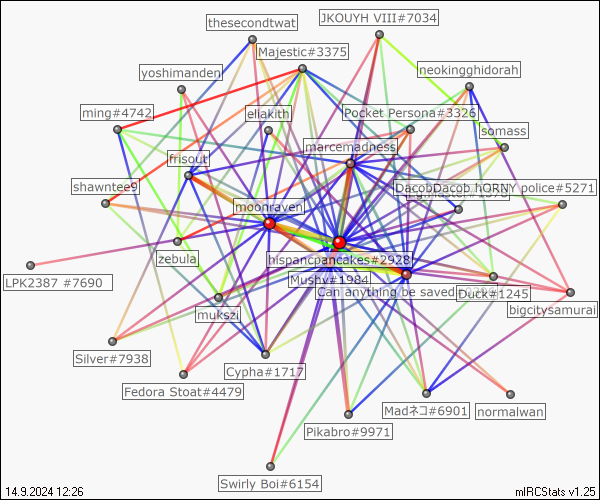 thesecondtwat
JKOUYH VIII#7034
Majestic#3375
yoshimanden
neokingghidorah
ming#4742
eliakith
Pocket Persona#3326
somass
marcemadness
frisout
shawntee9
DacobDacob hORNY police#5271
moonraven
zebula
hispancpancakes#2928
LPK2387 #7690
Mushy#1984
Can anything be saved
Duck#1245
mukszi
bigcitysamurai
Silver#7938
Cypha#1717
Fedora Stoat#4479
Madネコ#6901
normalwan
Pikabro#9971
Swirly Boi#6154
14.9.2024 12:26
mIRCStats v1.25